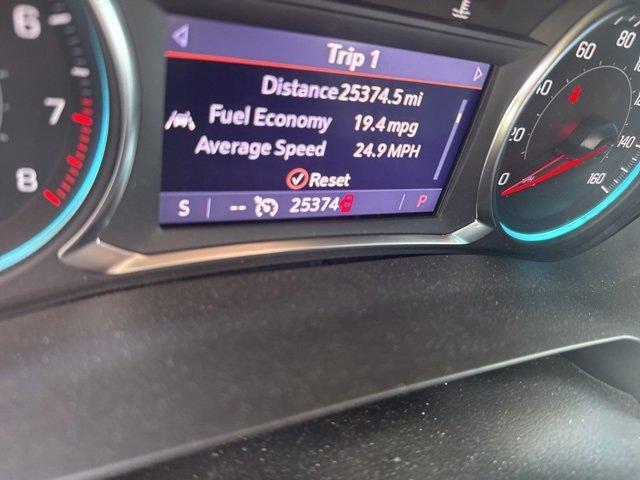 Trip 1
Distance 25374.5 mi
Fuel Economy 19.4 mpg
Average Speed 24.9 MPH
Reset
S -- 25374 P
6
7
8
0
20
40
60
80
140
160